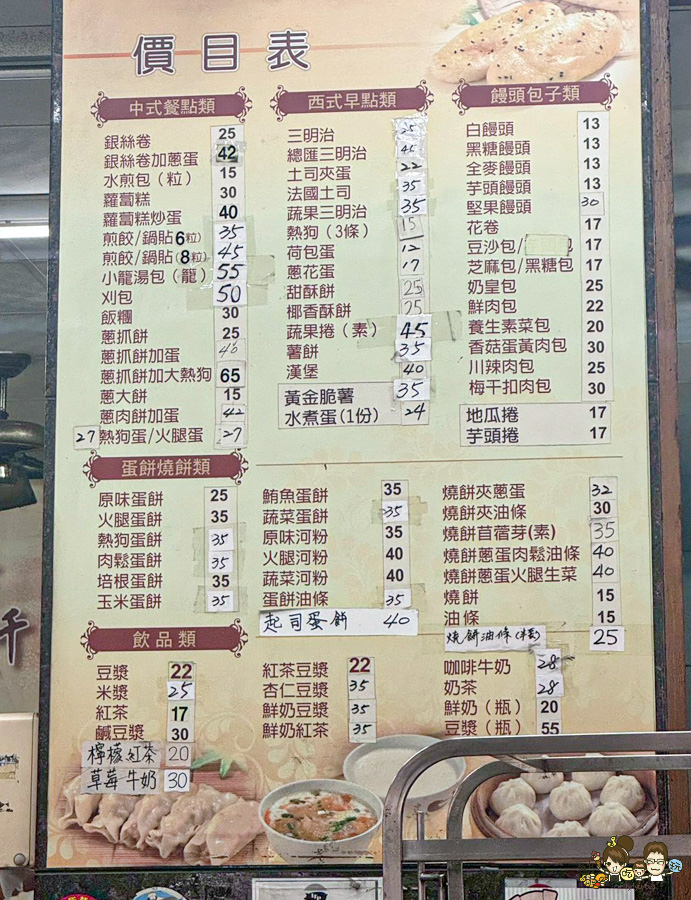 價目表
中式餐點類
銀絲卷 25
銀絲卷加蔥蛋 42
水煎包（粒） 15
蘿蔔糕 30
蘿蔔糕炒蛋 40
煎餃/鍋貼6粒) 35
煎餃/鍋貼(8粒) 45
小龍湯包（籠） 55
刈包 50
飯糰 30
蔥抓餅 25
蔥抓餅加蛋 40
蔥抓餅加大熱狗 65
蔥大餅 15
蔥肉餅加蛋 42
27 熱狗蛋/火腿蛋 27
西式早點類
三明治 25
總匯三明治 45
土司夾蛋 22
法國土司 35
蔬果三明治 35
熱狗（3條） 15
荷包蛋 12
蔥花蛋 17
甜酥餅 25
椰香酥餅 25
蔬果捲（素） 45
薯餅 35
漢堡 40
黃金脆薯 35
水煮蛋(1份) 24
饅頭包子類
白饅頭 13
黑糖饅頭 13
全麥饅頭 13
芋頭饅頭 13
堅果饅頭 30
花卷 17
豆沙包/ 包 17
芝麻包/黑糖包 17
奶皇包 25
鮮肉包 22
養生素菜包 20
香菇蛋黃肉包 30
川辣肉包 25
梅干扣肉包 30
地瓜捲 17
芋頭捲 17
蛋餅燒餅類
原味蛋餅 25
火腿蛋餅 35
熱狗蛋餅 35
肉鬆蛋餅 35
培根蛋餅 35
玉米蛋餅 35
鮪魚蛋餅 35
蔬菜蛋餅 35
原味河粉 35
火腿河粉 40
蔬菜河粉 40
蛋餅油條 35
起司蛋餅 40
燒餅夾蔥蛋 32
燒餅夾油條 30
燒餅苜蓿芽(素) 35
燒餅蔥蛋肉鬆油條 40
燒餅蔥蛋火腿生菜 40
燒餅 15
油條 15
燒餅油條(半套) 25
飲品類
豆漿 22
米漿 25
紅茶 17
鹹豆漿 30
檸檬紅茶 20
草莓牛奶 30
紅茶豆漿 22
杏仁豆漿 35
鮮奶豆漿 35
鮮奶紅茶 35
咖啡牛奶 28
奶茶 28
鮮奶（瓶） 20
豆漿（瓶） 55